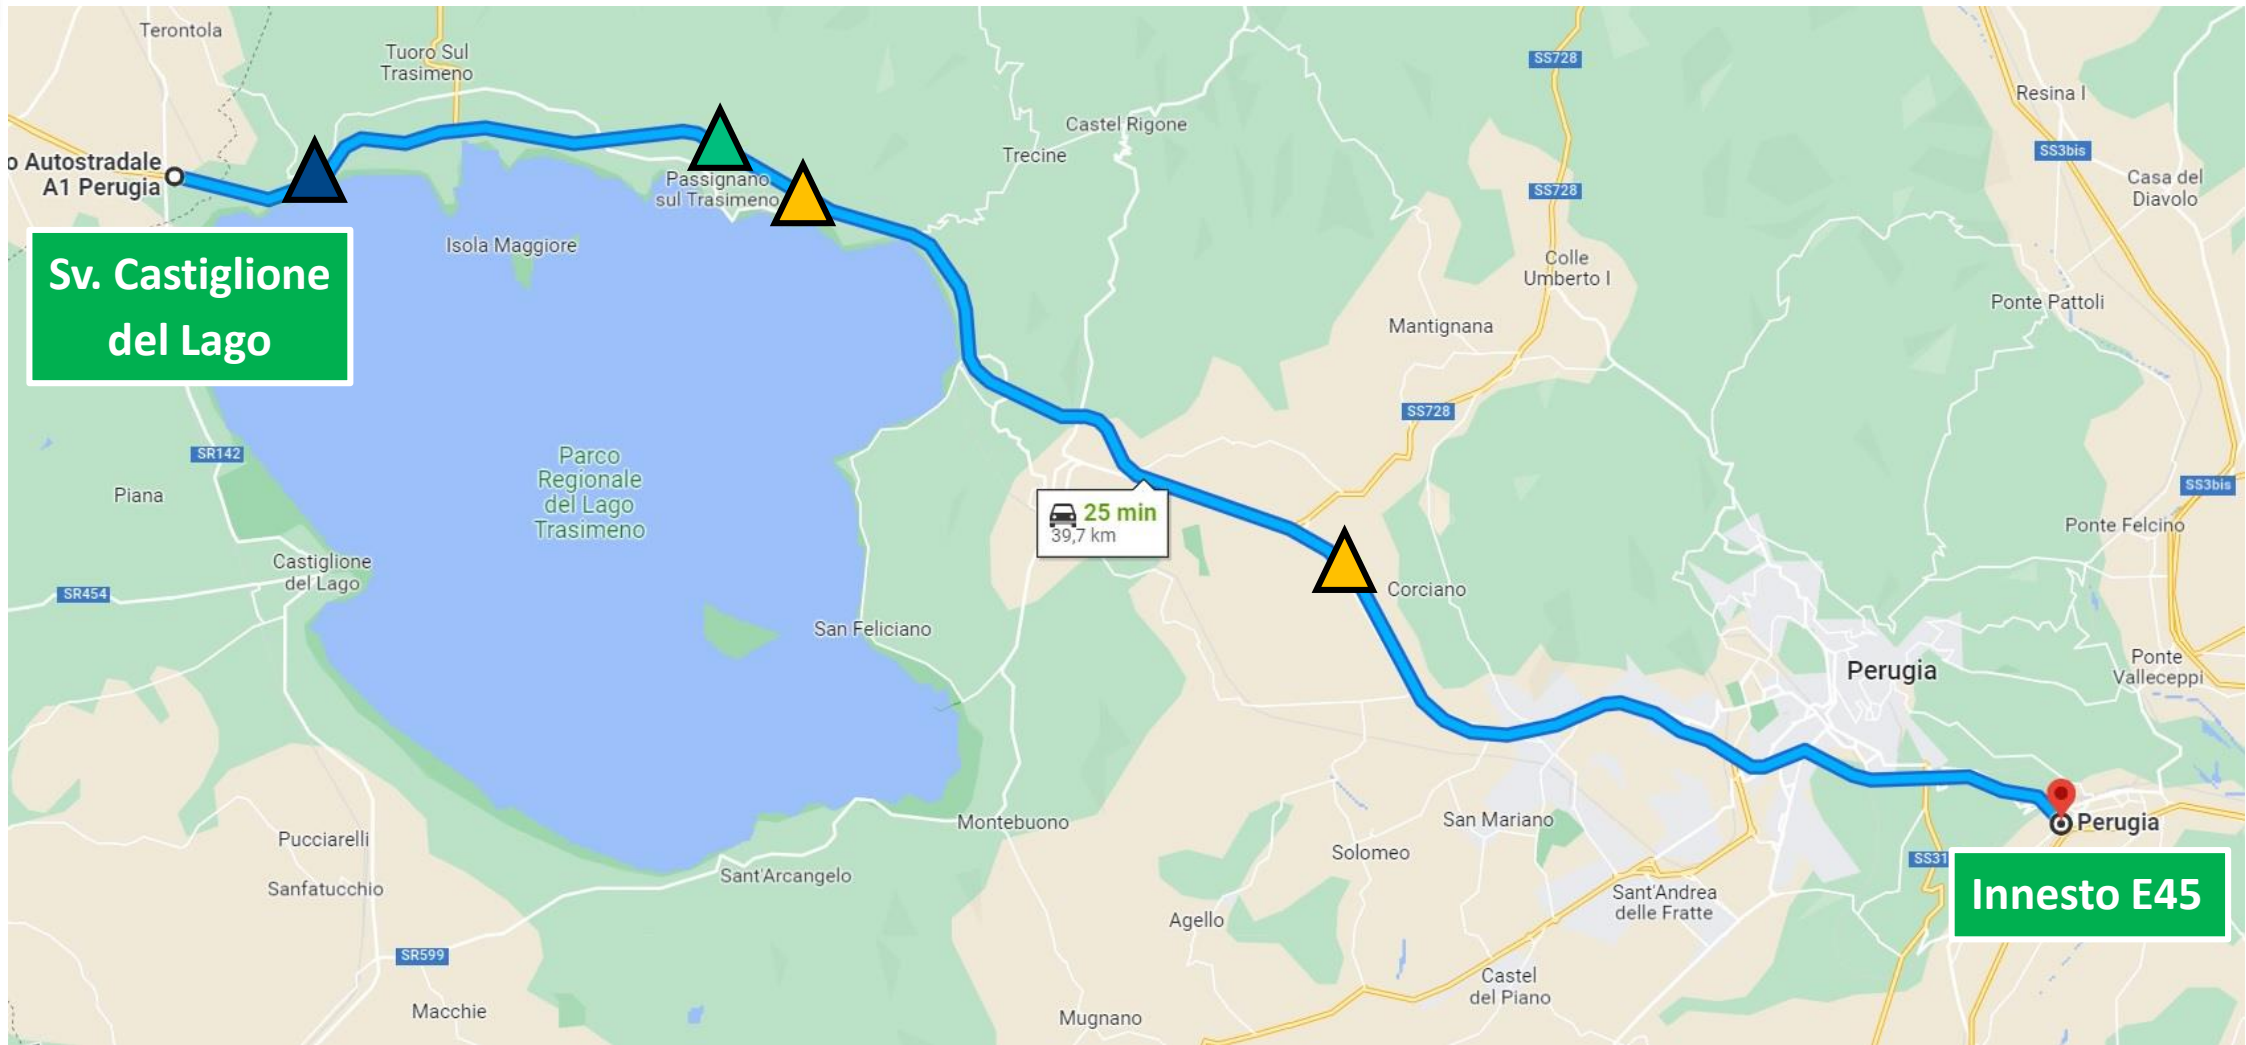 Terontola
Tuoro Sul
Trasimeno
SS728
Resina I
Castel Rigone
Trecine
SS3bis
o Autostradale
A1 Perugia
Passignano
sul Trasimeno
SS728
Casa del
Diavolo
Isola Maggiore
Sv. Castiglione
del Lago
Colle
Umberto I
Ponte Pattoli
Mantignana
SS728
SR142
Parco
Regionale
del Lago
Trasimeno
Piana
SS3bis
25 min
39,7 km
Ponte Felcino
Castiglione
del Lago
SR454
Corciano
San Feliciano
Perugia
Ponte
Valleceppi
Montebuono
San Mariano
Perugia
Pucciarelli
Solomeo
SS31
Sant'Arcangelo
Sanfatucchio
Sant'Andrea
delle Fratte
Innesto E45
Agello
SR599
Castel
del Piano
Macchie
Mugnano